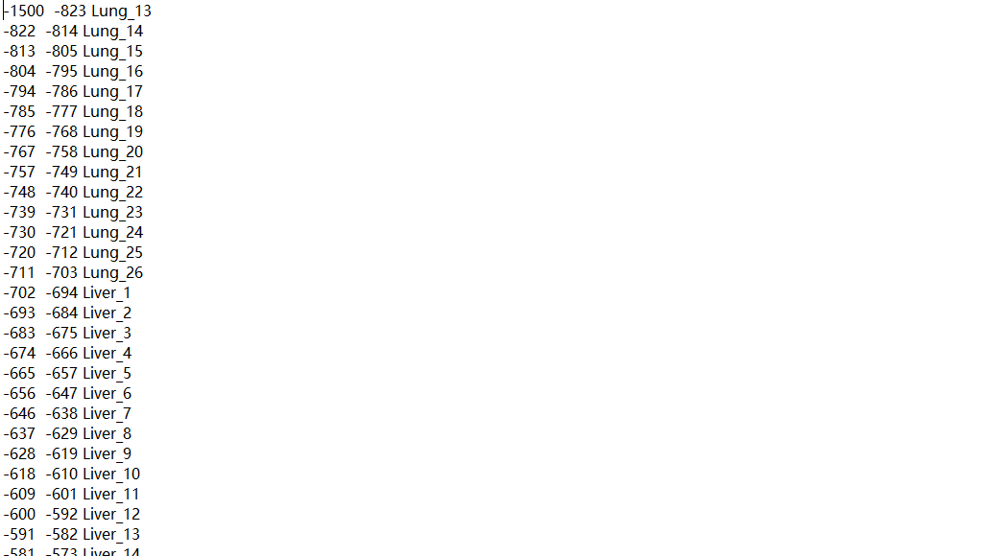 -1500  -823 Lung_13
-822  -814 Lung_14
-813  -805 Lung_15
-804  -795 Lung_16
-794  -786 Lung_17
-785  -777 Lung_18
-776  -768 Lung_19
-767  -758 Lung_20
-757  -749 Lung_21
-748  -740 Lung_22
-739  -731 Lung_23
-730  -721 Lung_24
-720  -712 Lung_25
-711  -703 Lung_26
-702  -694 Liver_1
-693  -684 Liver_2
-683  -675 Liver_3
-674  -666 Liver_4
-665  -657 Liver_5
-656  -647 Liver_6
-646  -638 Liver_7
-637  -629 Liver_8
-628  -619 Liver_9
-618  -610 Liver_10
-609  -601 Liver_11
-600  -592 Liver_12
-591  -582 Liver_13
-581  -573 Liver_14